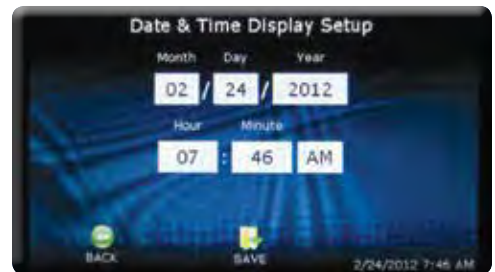 Date & Time Display Setup
Month Day Year
02 / 24 / 2012
Hour Minute
07 : 46 AM
BACK SAVE 2/24/2012 7:46 AM